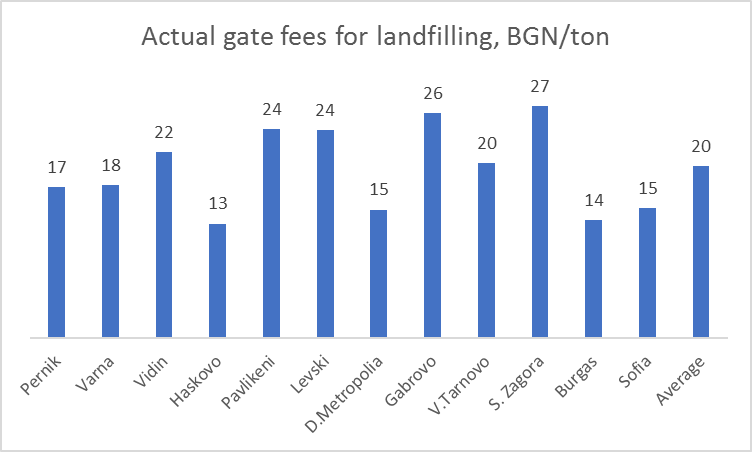 Actual gate fees for landfilling, BGN/ton
17
18
22
13
24
24
15
26
20
27
14
15
20
Pernik
Varna
Vidin
Haskovo
Pavlikeni
Levski
D.Metropolia
Gabrovo
V.Tarnovo
S. Zagora
Burgas
Sofia
Average